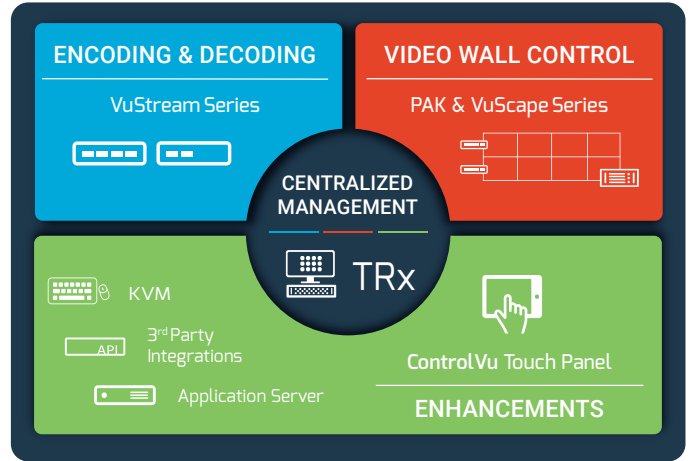 ENCODING & DECODING
VuStream Series
VIDEO WALL CONTROL
PAK & VuScape Series
CENTRALIZED
MANAGEMENT
TRx
KVM
API
3rd Party
Integrations
Application Server
ControlVu Touch Panel
ENHANCEMENTS